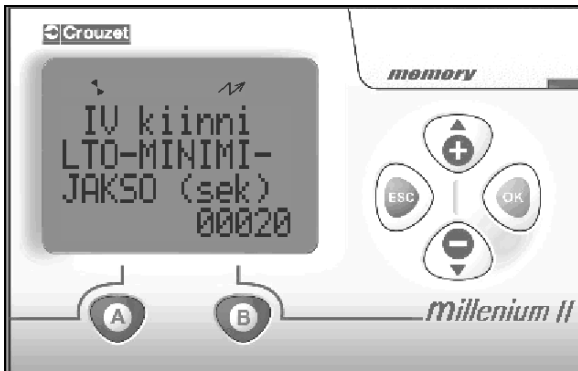 Crouzet
memory
IV kiinni
LTO-MINIMI-
JAKSO (sek)
00020
ESC
OK
A
B
millenium II